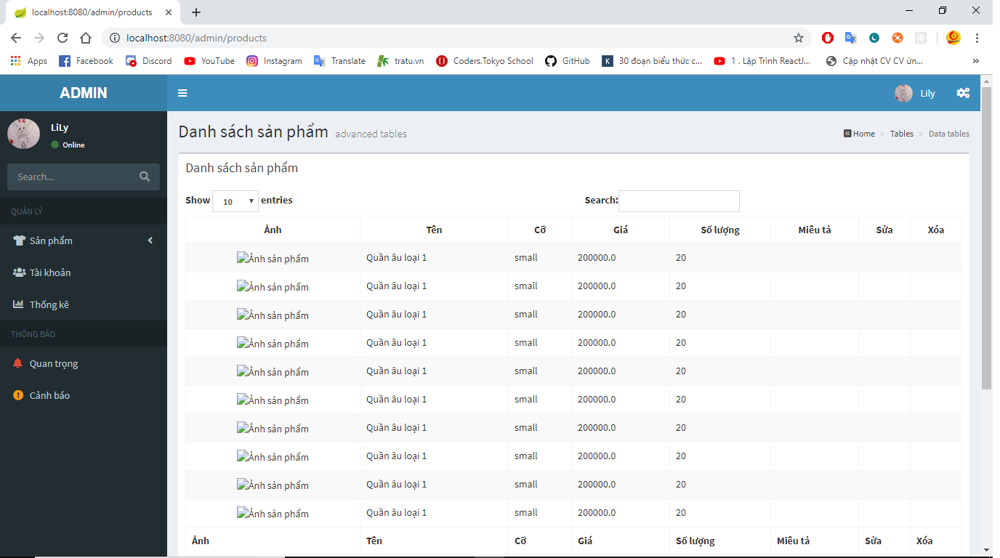 localhost:8080/admin/products
localhost:8080/admin/products
Apps Facebook Discord YouTube Instagram Translate tratu.vn Coders.Tokyo School GitHub 30 đoạn biểu thức c... 1 . Lập Trình ReactJ... Cập nhật CV CV ứn... »
ADMIN Lily
LiLy
Online
Search...
QUẢN LÝ
Sản phẩm
Tài khoản
Thống kê
THÔNG BÁO
Quan trọng
Cảnh báo
Danh sách sản phẩm advanced tables Home > Tables > Data tables
Danh sách sản phẩm
Show 10 entries Search:
Ảnh Tên Cỡ Giá Số lượng Miêu tả Sửa Xóa
Ảnh sản phẩm Quần âu loại 1 small 200000.0 20
Ảnh sản phẩm Quần âu loại 1 small 200000.0 20
Ảnh sản phẩm Quần âu loại 1 small 200000.0 20
Ảnh sản phẩm Quần âu loại 1 small 200000.0 20
Ảnh sản phẩm Quần âu loại 1 small 200000.0 20
Ảnh sản phẩm Quần âu loại 1 small 200000.0 20
Ảnh sản phẩm Quần âu loại 1 small 200000.0 20
Ảnh sản phẩm Quần âu loại 1 small 200000.0 20
Ảnh sản phẩm Quần âu loại 1 small 200000.0 20
Ảnh sản phẩm Quần âu loại 1 small 200000.0 20
Ảnh Tên Cỡ Giá Số lượng Miêu tả Sửa Xóa